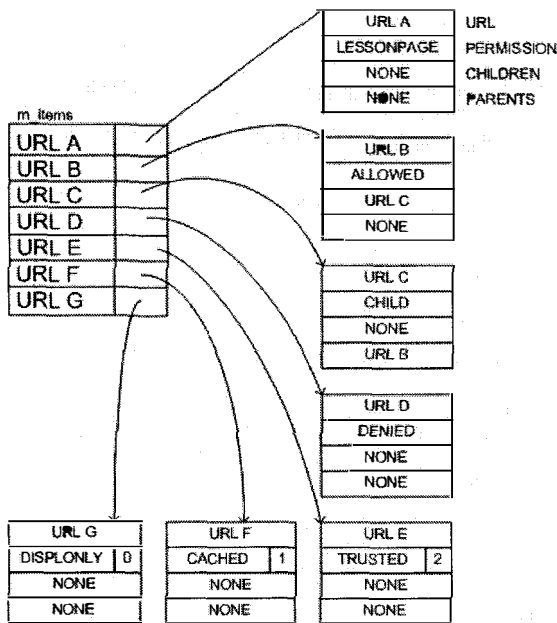 URL A URL
LESSONPAGE PERMISSION
NONE CHILDREN
NONE PARENTS
m_items
URL A
URL B
URL C
URL D
URL E
URL F
URL G
URL B
ALLOWED
URL C
NONE
URL C
CHILD
NONE
URL B
URL D
DENIED
NONE
NONE
URL G
DISPLONLY 0
NONE
NONE
URL F
CACHED 1
NONE
NONE
URL E
TRUSTED 2
NONE
NONE